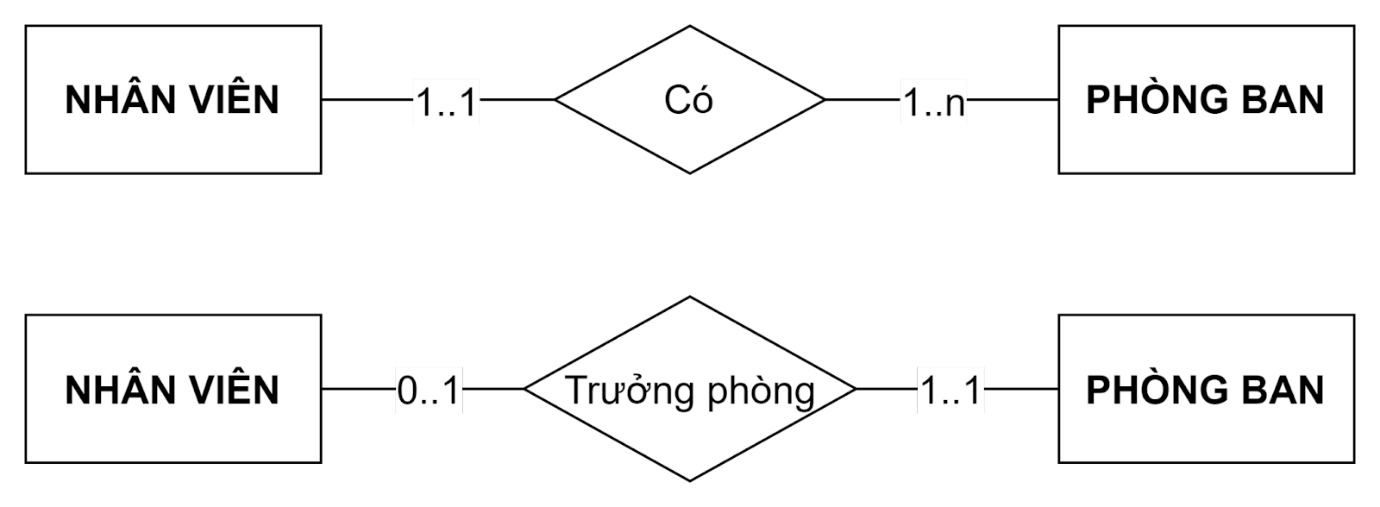 NHÂN VIÊN 1..1 Có 1..n PHÒNG BAN
NHÂN VIÊN 0..1 Trưởng phòng 1..1 PHÒNG BAN